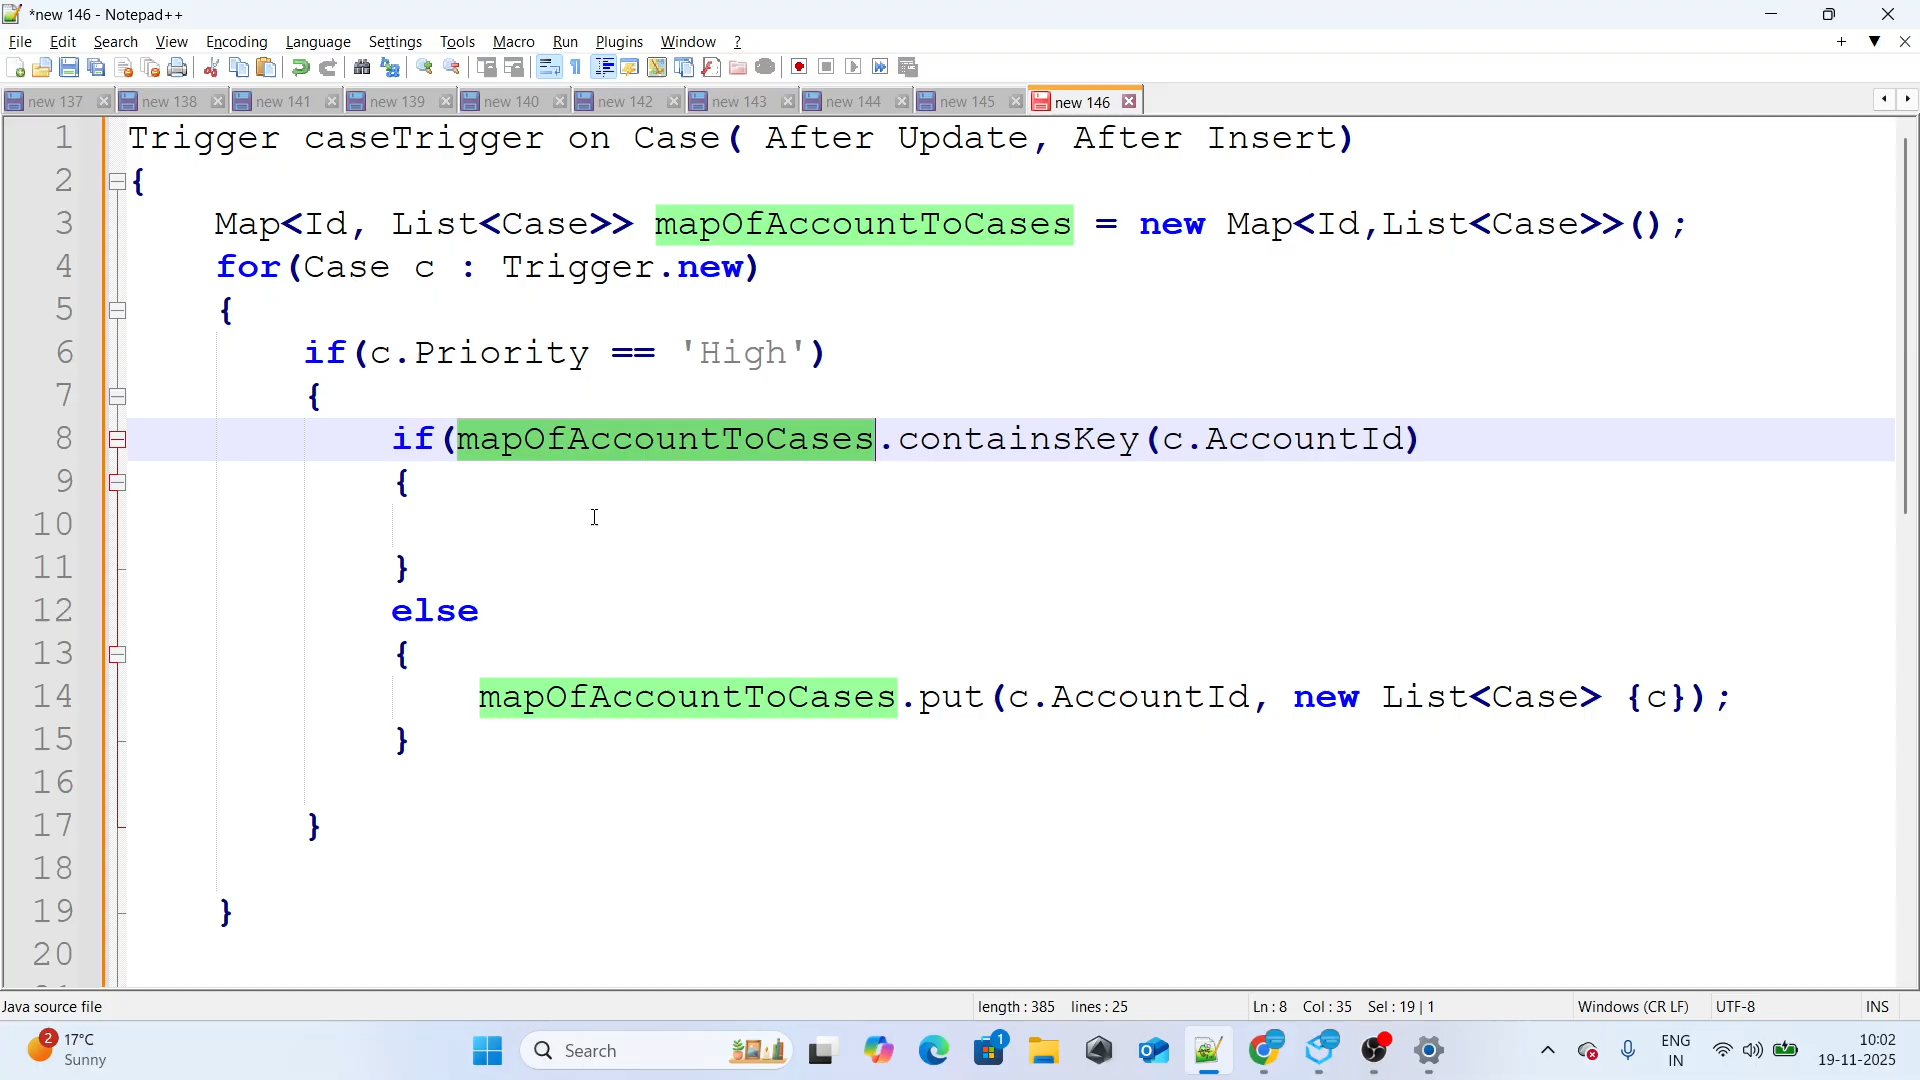 *new 146 - Notepad++
File Edit Search View Encoding Language Settings Tools Macro Run Plugins Window ?
new 137 new 138 new 141 new 139 new 140 new 142 new 143 new 144 new 145 new 146
1 Trigger caseTrigger on Case( After Update, After Insert)
2 {
3 Map<Id, List<Case>> mapOfAccountToCases = new Map<Id,List<Case>>();
4 for(Case c : Trigger.new)
5 {
6 if(c.Priority == 'High')
7 {
8 if(mapOfAccountToCases.containsKey(c.AccountId)
9 {
10
11 }
12 else
13 {
14 mapOfAccountToCases.put(c.AccountId, new List<Case> {c});
15 }
16
17 }
18
19 }
20
Java source file length : 385 lines : 25 Ln : 8 Col : 35 Sel : 19 | 1 Windows (CR LF) UTF-8 INS
2 17°C
Sunny
Search
1
ENG
IN
10:02
19-11-2025